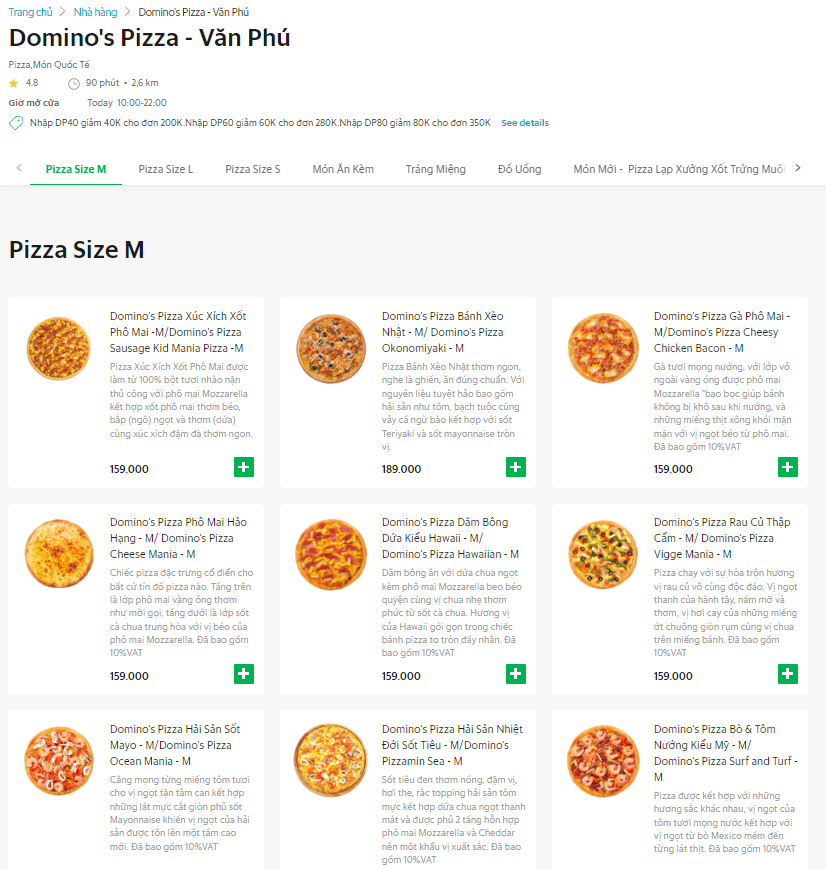 Trang chủ > Nhà hàng > Domino's Pizza - Văn Phú
Domino's Pizza - Văn Phú
Pizza,Món Quốc Tế
4.8 90 phút • 2,6 km
Giờ mở cửa Today 10:00-22:00
Nhập DP40 giảm 40K cho đơn 200K.Nhập DP60 giảm 60K cho đơn 280K.Nhập DP80 giảm 80K cho đơn 350K See details
Pizza Size M Pizza Size L Pizza Size S Món Ăn Kèm Tráng Miệng Đồ Uống Món Mới - Pizza Lạp Xưởng Xốt Trứng Muối
Pizza Size M
Domino's Pizza Xúc Xích Xốt
Phô Mai -M/Domino's Pizza
Sausage Kid Mania Pizza -M
Pizza Xúc Xích Xốt Phô Mai được
làm từ 100% bột tươi nhào nặn
thủ công với phô mai Mozzarella
kết hợp xốt phô mai thơm béo,
bắp (ngô) ngọt và thơm (dứa)
cùng xúc xích đậm đà thơm ngon.
159.000
Domino's Pizza Bánh Xèo
Nhật - M/ Domino's Pizza
Okonomiyaki - M
Pizza Bánh Xèo Nhật thơm ngon,
nghe là ghiền, ăn đúng chuẩn. Với
nguyên liệu tuyệt hảo bao gồm
hải sản như tôm, bạch tuộc cùng
vảy cá ngừ bào kết hợp với sốt
Teriyaki và sốt mayonnaise tròn
vị.
189.000
Domino's Pizza Gà Phô Mai -
M/Domino's Pizza Cheesy
Chicken Bacon - M
Gà tươi mọng nướng, với lớp vỏ
ngoài vàng óng được phô mai
Mozzarella "bao bọc giúp bánh
không bị khô sau khi nướng, và
những miếng thịt xông khói mặn
mặn với vị ngọt béo từ phô mai.
Đã bao gồm 10%VAT
159.000
Domino's Pizza Phô Mai Hảo
Hạng - M/ Domino's Pizza
Cheese Mania - M
Chiếc pizza đặc trưng cổ điển cho
bất cứ tín đồ pizza nào. Tầng trên
là lớp phô mai vàng óng thơm
như mời gọi, tầng dưới là lớp sốt
cà chua trung hòa với vị béo của
phô mai Mozzarella. Đã bao gồm
10%VAT
159.000
Domino's Pizza Dăm Bông
Dứa Kiểu Hawaii - M/
Domino's Pizza Hawaiian - M
Dăm bông ăn với dứa chua ngọt
kèm phô mai Mozzarella beo béo
quyện cùng vị chua nhẹ thơm
phức từ sốt cà chua. Hương vị
của Hawaii gói gọn trong chiếc
bánh pizza to tròn đầy nhân. Đã
bao gồm 10%VAT
159.000
Domino's Pizza Rau Củ Thập
Cẩm - M/ Domino's Pizza
Vigge Mania - M
Pizza chay với sự hòa trộn hương
vị rau củ vô cùng độc đáo. Vị ngọt
thanh của hành tây, nấm mỡ và
thơm, vị hơi cay của những miếng
ớt chuông giòn rụm cùng vị chua
trên miếng bánh. Đã bao gồm
10%VAT
159.000
Domino's Pizza Hải Sản Sốt
Mayo - M/Domino's Pizza
Ocean Mania - M
Căng mọng từng miếng tôm tươi
cho vị ngọt tận tâm can kết hợp
những lát mực cắt giòn phủ sốt
Mayonnaise khiến vị ngọt của hải
sản được tôn lên một tầm cao
mới. Đã bao gồm 10%VAT
Domino's Pizza Hải Sản Nhiệt
Đới Sốt Tiêu - M/Domino's
Pizzamin Sea - M
Sốt tiêu đen thơm nồng, đậm vị,
hơi the, rắc topping hải sản tôm
mực kết hợp dứa chua ngọt thanh
mát và được phủ 2 tầng hỗn hợp
phô mai Mozzarella và Cheddar
nên một khẩu vị xuất sắc. Đã bao
gồm 10%VAT
Domino's Pizza Bò & Tôm
Nướng Kiểu Mỹ - M/
Domino's Pizza Surf and Turf -
M
Pizza được kết hợp với những
hương sắc khác nhau, vị ngọt của
tôm tươi mọng nước kết hợp với
vị ngọt từ bò Mexico mềm đến
từng lát thịt. Đã bao gồm 10%VAT